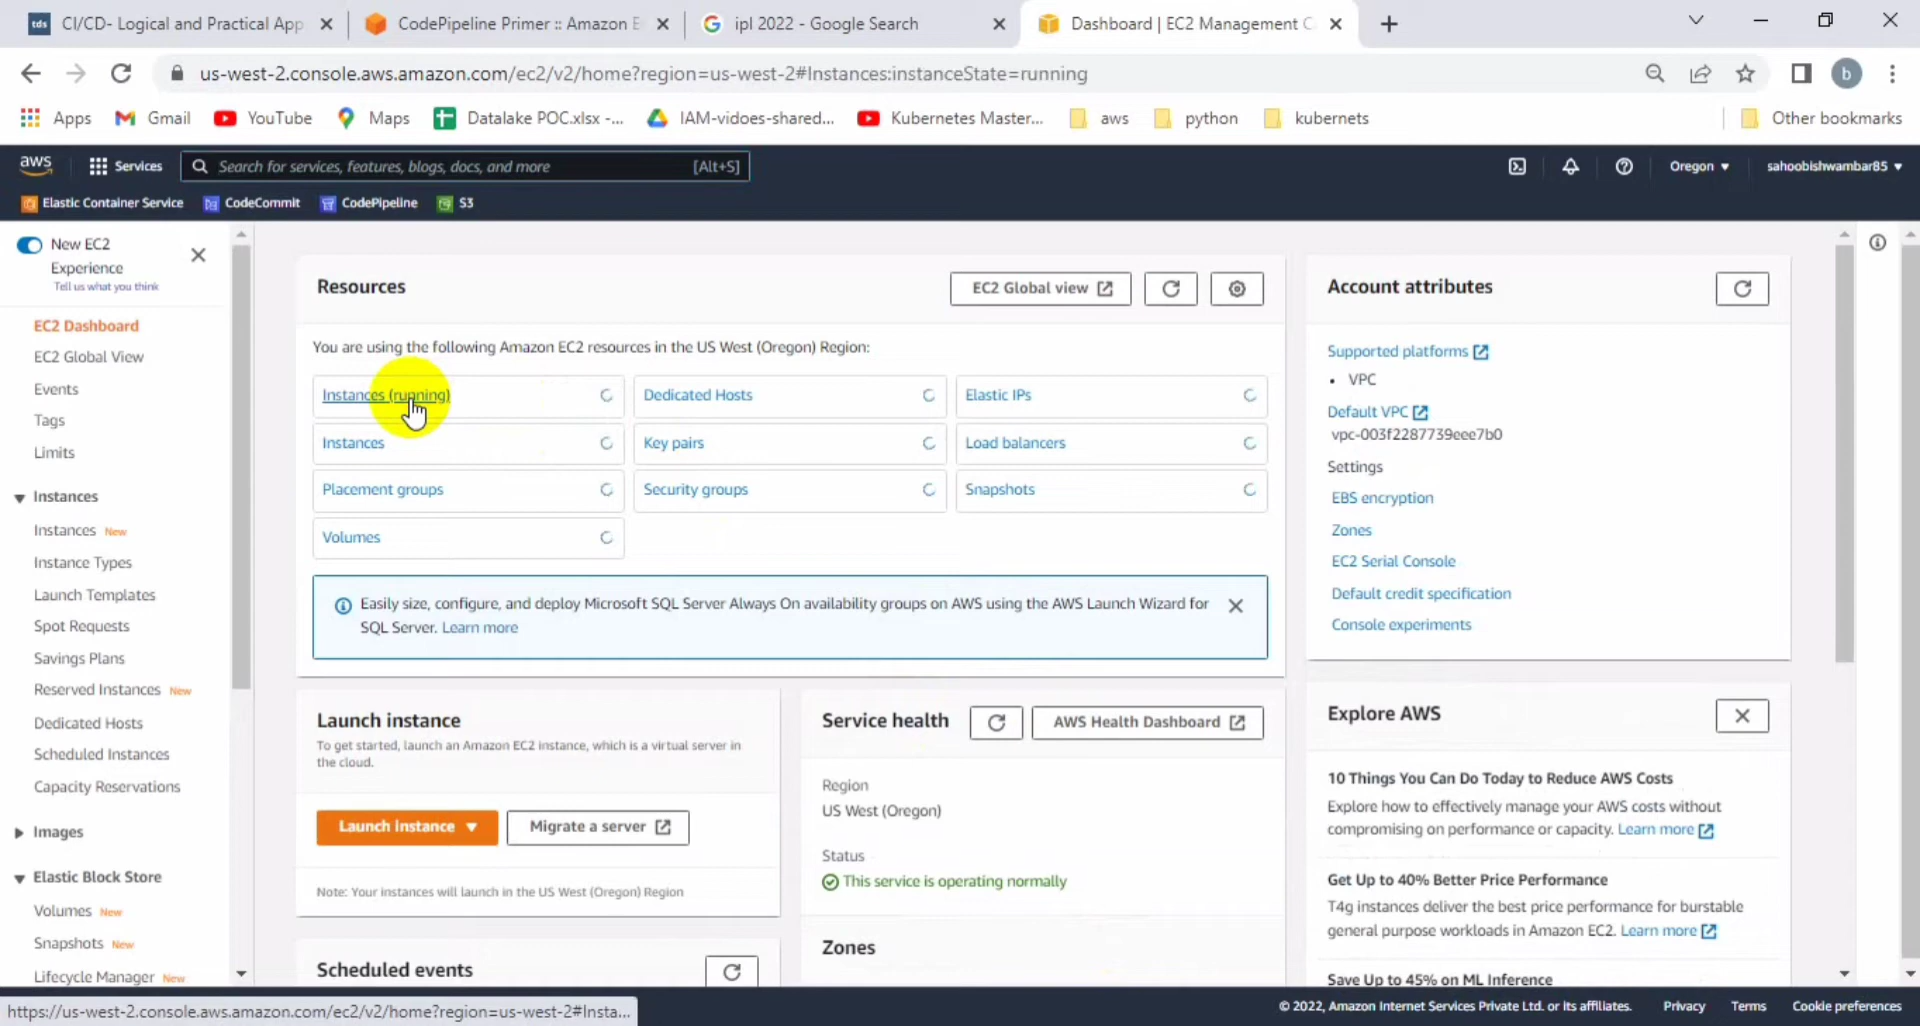 CI/CD- Logical and Practical App
CodePipeline Primer :: Amazon E
ipl 2022 - Google Search
Dashboard | EC2 Management C
us-west-2.console.aws.amazon.com/ec2/v2/home?region=us-west-2#Instances:instanceState=running
b
Apps
Gmail
YouTube
Maps
Datalake POC.xlsx -...
IAM-vidoes-shared...
Kubernetes Master...
aws
python
kubernets
Other bookmarks
aws
Services
Search for services, features, blogs, docs, and more
[Alt+S]
Oregon
sahoobishwambar85
Elastic Container Service
CodeCommit
CodePipeline
S3
New EC2
Experience
Tell us what you think
EC2 Dashboard
EC2 Global View
Events
Tags
Limits
Instances
Instances New
Instance Types
Launch Templates
Spot Requests
Savings Plans
Reserved Instances New
Dedicated Hosts
Scheduled Instances
Capacity Reservations
Images
Elastic Block Store
Volumes New
Snapshots New
Lifecycle Manager New
Resources
EC2 Global view
You are using the following Amazon EC2 resources in the US West (Oregon) Region:
Instances (running)
Dedicated Hosts
Elastic IPs
Instances
Key pairs
Load balancers
Placement groups
Security groups
Snapshots
Volumes
Easily size, configure, and deploy Microsoft SQL Server Always On availability groups on AWS using the AWS Launch Wizard for
SQL Server. Learn more
Launch instance
To get started, launch an Amazon EC2 instance, which is a virtual server in
the cloud.
Launch instance
Migrate a server
Note: Your instances will launch in the US West (Oregon) Region
Scheduled events
Service health
AWS Health Dashboard
Region
US West (Oregon)
Status
This service is operating normally
Zones
Account attributes
Supported platforms
• VPC
Default VPC
vpc-003f2287739eee7b0
Settings
EBS encryption
Zones
EC2 Serial Console
Default credit specification
Console experiments
Explore AWS
10 Things You Can Do Today to Reduce AWS Costs
Explore how to effectively manage your AWS costs without
compromising on performance or capacity. Learn more
Get Up to 40% Better Price Performance
T4g instances deliver the best price performance for burstable
general purpose workloads in Amazon EC2. Learn more
Save Up to 45% on ML Inference
https://us-west-2.console.aws.amazon.com/ec2/v2/home?region=us-west-2#Insta...
© 2022, Amazon Internet Services Private Ltd. or its affiliates.
Privacy
Terms
Cookie preferences